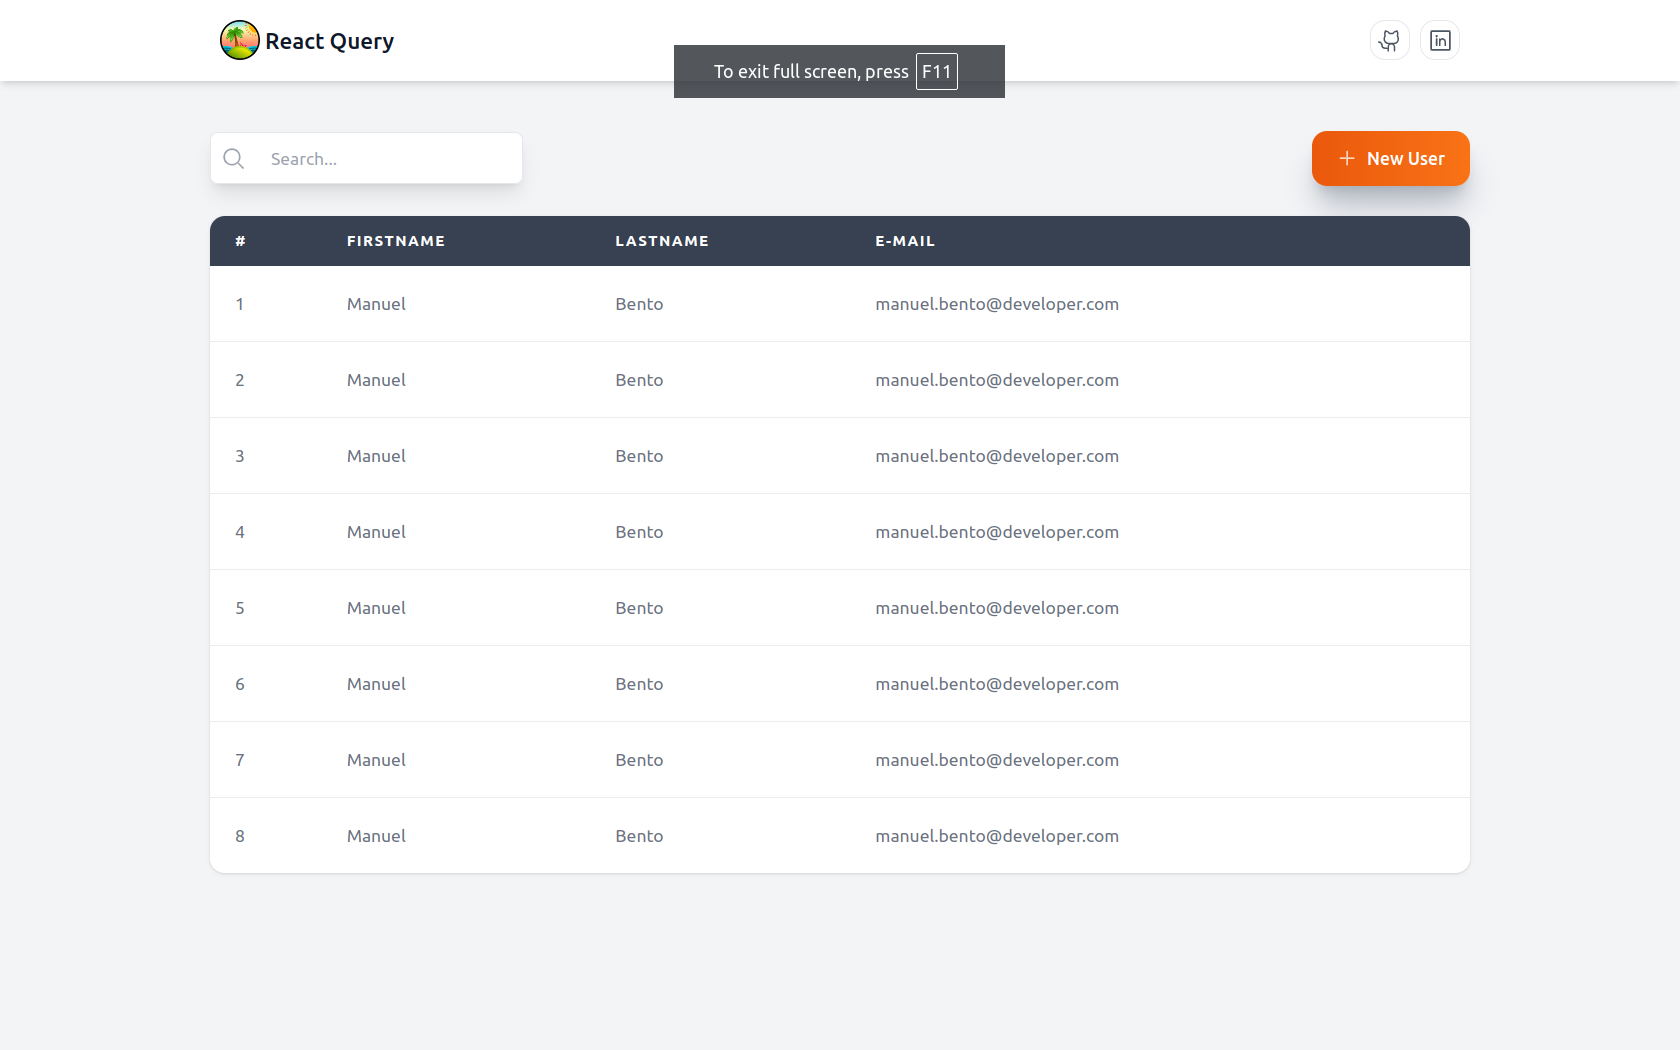 React Query
in
To exit full screen, press F11
Search...
+ New User
# FIRSTNAME LASTNAME E-MAIL
1 Manuel Bento manuel.bento@developer.com
2 Manuel Bento manuel.bento@developer.com
3 Manuel Bento manuel.bento@developer.com
4 Manuel Bento manuel.bento@developer.com
5 Manuel Bento manuel.bento@developer.com
6 Manuel Bento manuel.bento@developer.com
7 Manuel Bento manuel.bento@developer.com
8 Manuel Bento manuel.bento@developer.com